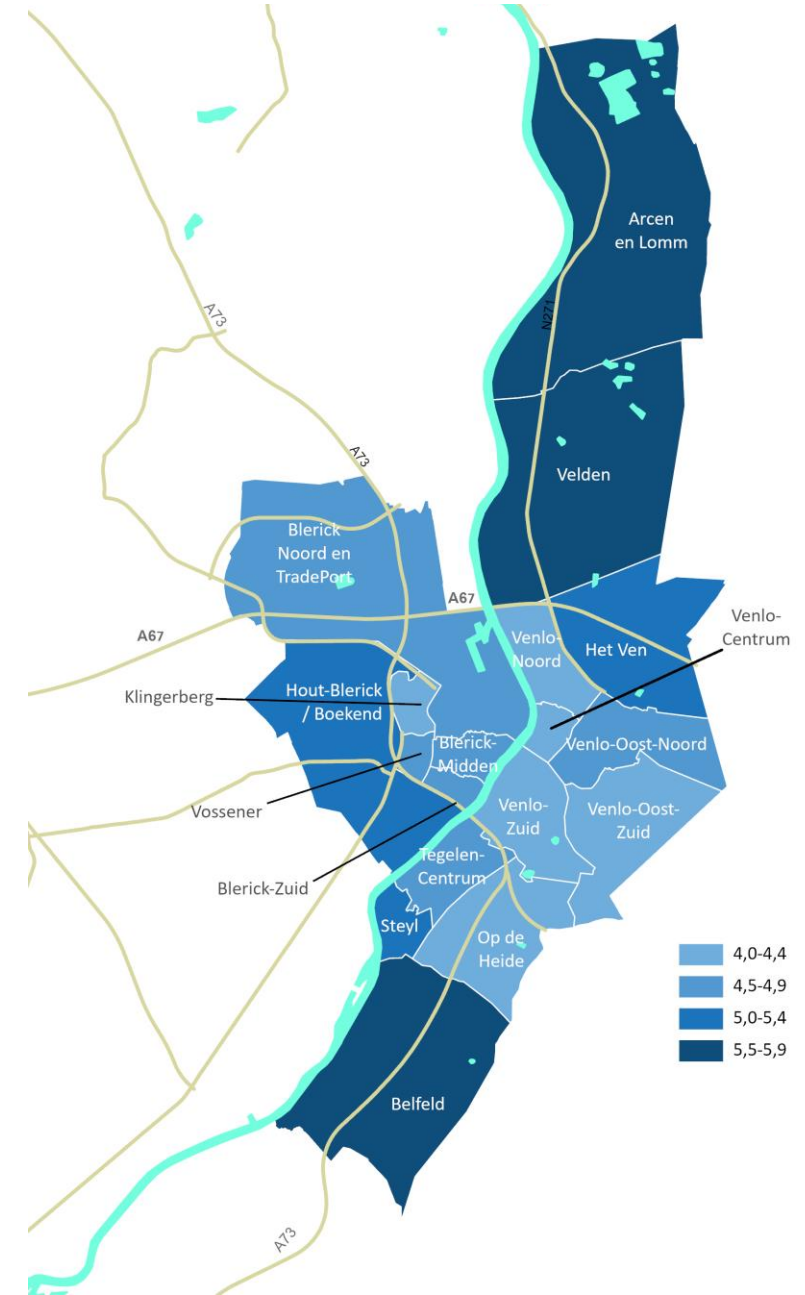 Arcen
en Lomm
A73
N271
A73
Velden
Blerick
Noord en
TradePort
A67
A67
Venlo-
Noord
Het Ven
Venlo-
Centrum
Klingerberg
Hout-Blerick
/ Boekend
Blerick-
Midden
Venlo-Oost-Noord
Vossener
Venlo-
Zuid
Venlo-Oost-
Zuid
Blerick-Zuid
Tegelen-
Centrum
Steyl
Op de
Heide
4,0-4,4
4,5-4,9
5,0-5,4
5,5-5,9
Belfeld
A73